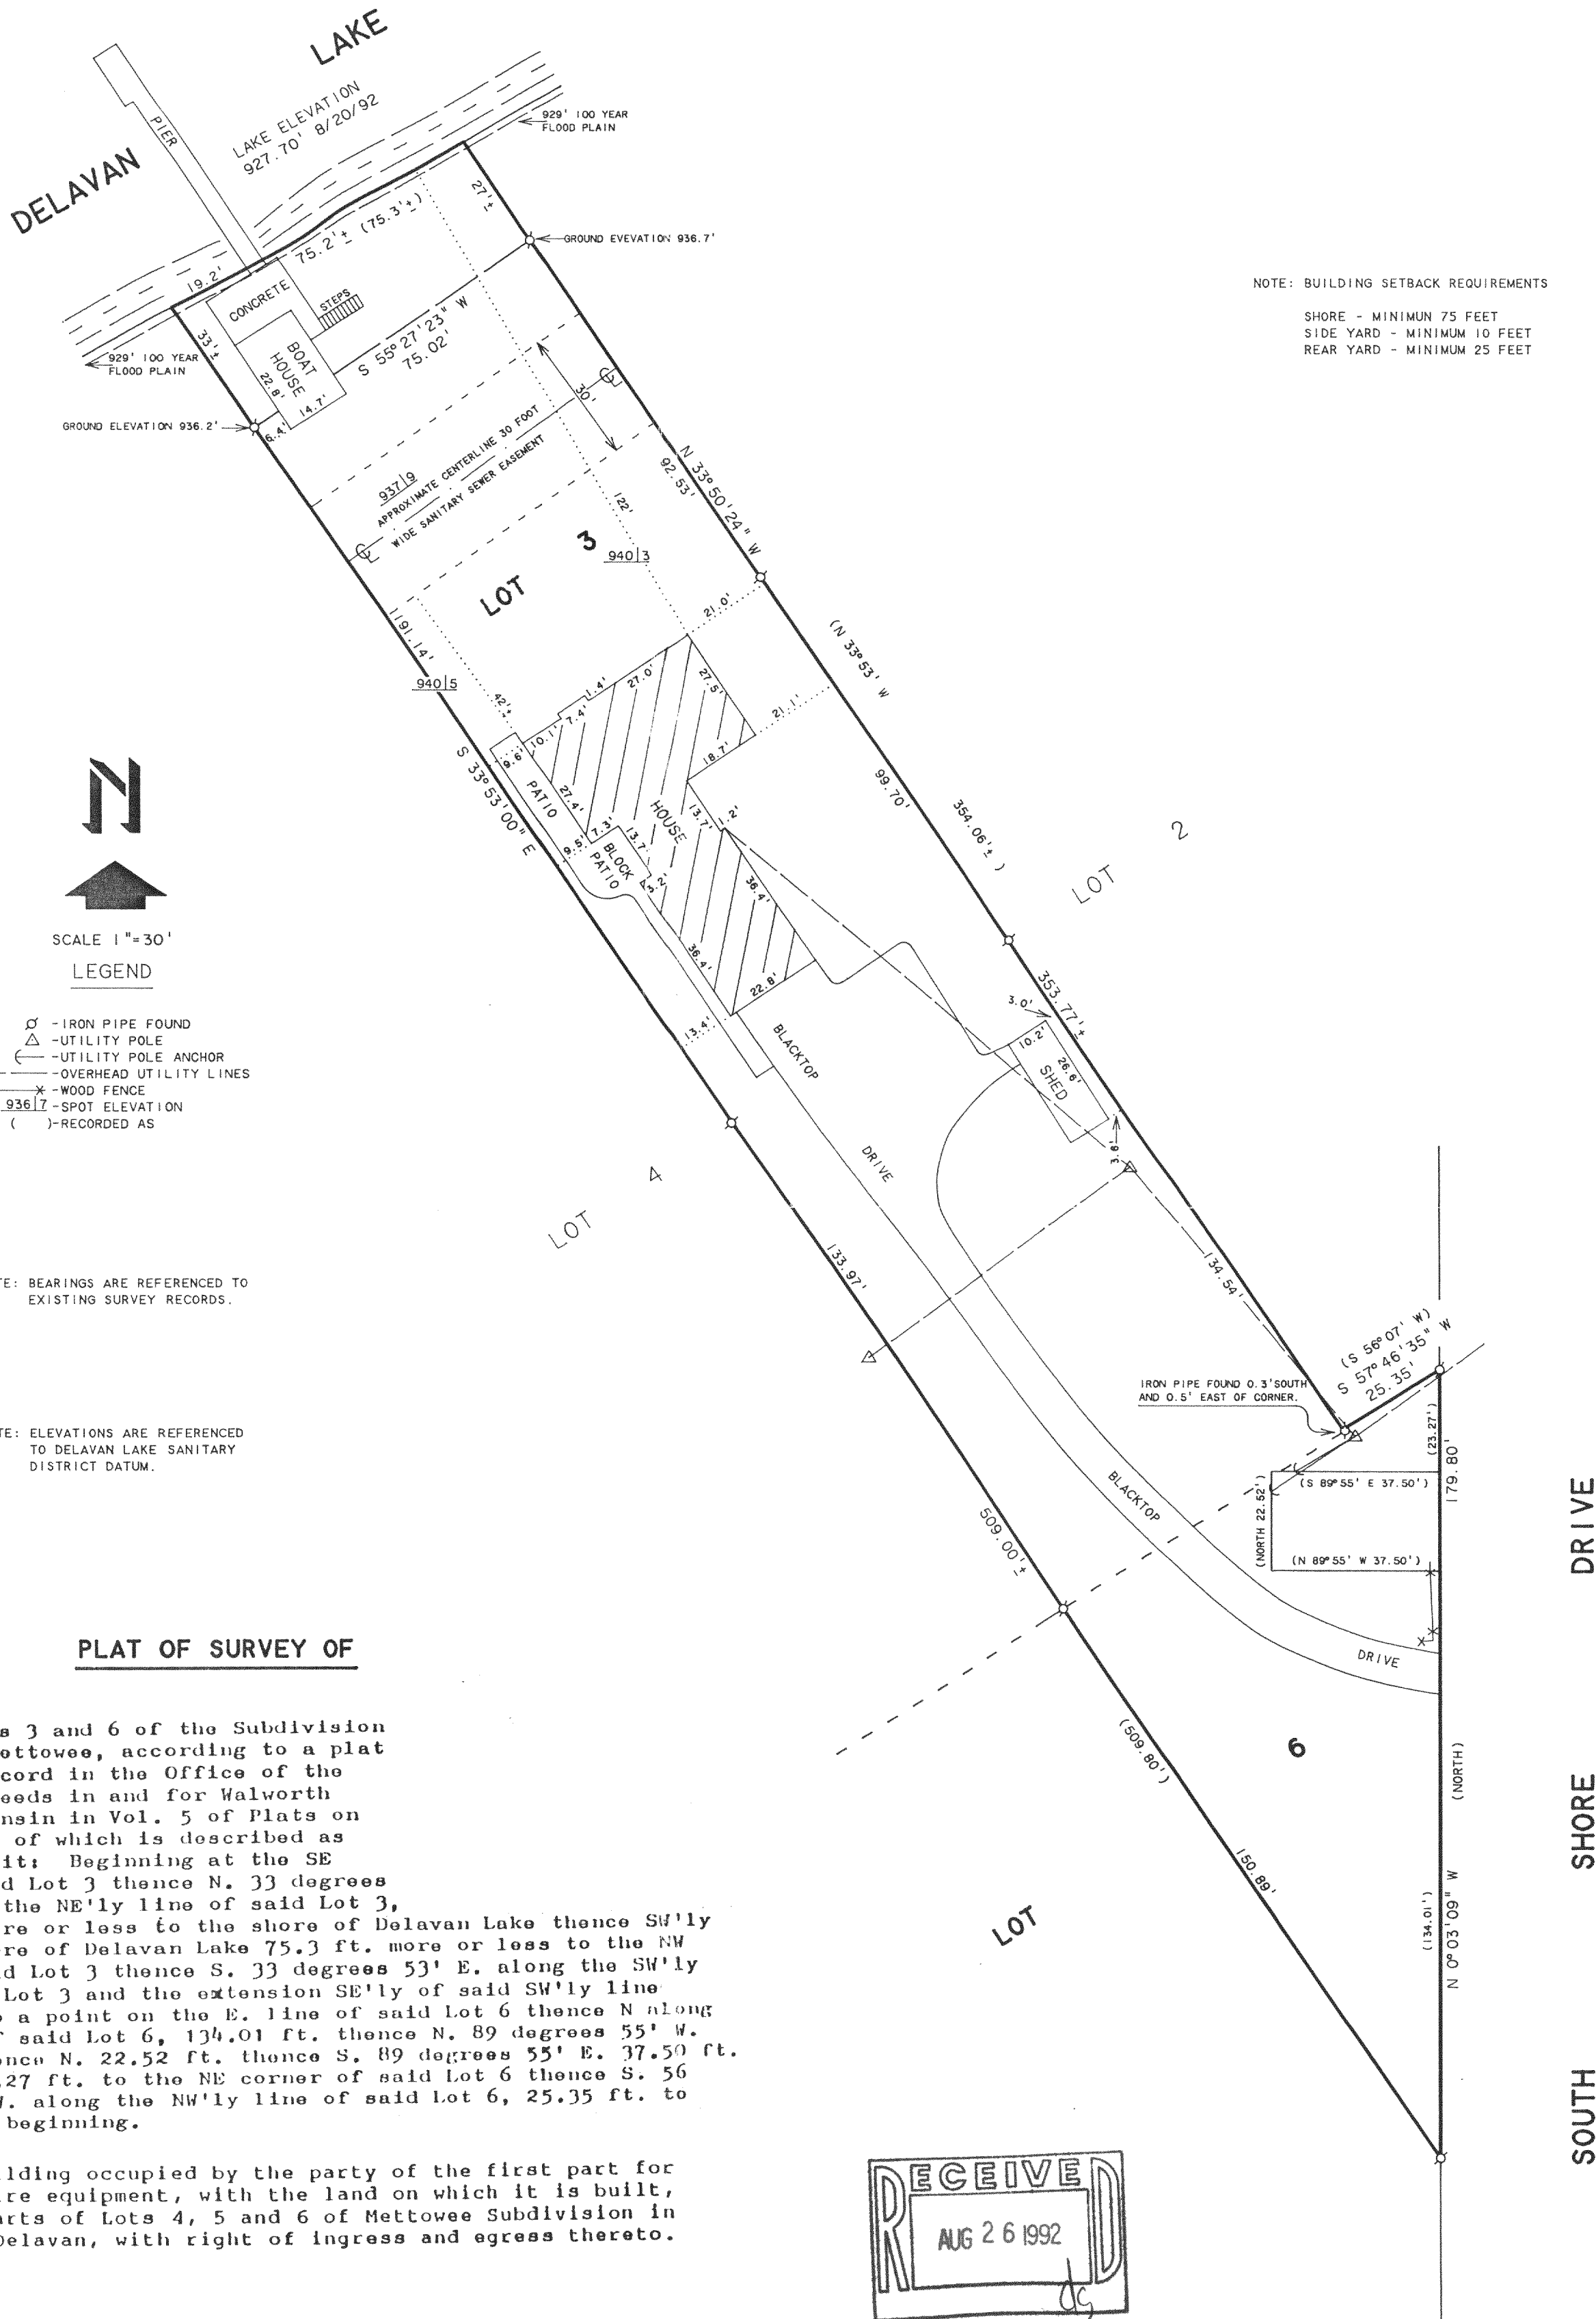 LAKE
DELAVAN
PIER
LAKE ELEVATION
927.70' 8/20/92
929' 100 YEAR
FLOOD PLAIN
27'±
75.2'± (75.3'±)
GROUND EVEVATION 936.7'
19.2'
CONCRETE
STEPS
33'±
BOAT
HOUSE
22.8'
14.7'
S 55° 27' 23" W
75.02'
929' 100 YEAR
FLOOD PLAIN
GROUND ELEVATION 936.2'
6.4'
NOTE: BUILDING SETBACK REQUIREMENTS
SHORE - MINIMUN 75 FEET
SIDE YARD - MINIMUM 10 FEET
REAR YARD - MINIMUM 25 FEET
30'
937|9
APPROXIMATE CENTERLINE 30 FOOT
WIDE SANITARY SEWER EASEMENT
N 33° 50' 24" W
92.53'
122'
LOT 3
940|3
191.14'
940|5
42'±
21.0'
(N 33° 53' W
354.06'± )
27.0'
1.4'
7.4'
10.1'
27.5'
21.1'
9.6'
PATIO
27.4'
18.7'
HOUSE
13.7'
1.2'
S 33° 53' 00" E
99.70'
9.5'
7.3'
13.7'
BLOCK
PATIO
3.2'
36.4'
36.4'
22.8'
13.4'
LOT 2
353.77'±
3.0'
10.2'
26.6'
SHED
3.6'
BLACKTOP
DRIVE
N
SCALE 1"=30'
LEGEND
-IRON PIPE FOUND
-UTILITY POLE
-UTILITY POLE ANCHOR
-OVERHEAD UTILITY LINES
-WOOD FENCE
936|7 -SPOT ELEVATION
( )-RECORDED AS
LOT 4
133.97'
134.54'
TE: BEARINGS ARE REFERENCED TO
EXISTING SURVEY RECORDS.
(S 56° 07' W)
S 57° 46' 35" W
25.35'
IRON PIPE FOUND 0.3'SOUTH
AND 0.5' EAST OF CORNER.
(23.27')
179.80'
(S 89° 55' E 37.50')
(NORTH 22.52')
(N 89° 55' W 37.50')
TE: ELEVATIONS ARE REFERENCED
TO DELAVAN LAKE SANITARY
DISTRICT DATUM.
BLACKTOP
DRIVE
509.00'±
(509.80')
150.89'
LOT 6
(NORTH)
(134.01')
N 0° 03' 09" W
SOUTH SHORE DRIVE
PLAT OF SURVEY OF
s 3 and 6 of the Subdivision
ettowee, according to a plat
cord in the Office of the
eeds in and for Walworth
nsin in Vol. 5 of Plats on
of which is described as
it: Beginning at the SE
d Lot 3 thence N. 33 degrees
the NE'ly line of said Lot 3,
re or less to the shore of Delavan Lake thence SW'ly
re of Delavan Lake 75.3 ft. more or less to the NW
d Lot 3 thence S. 33 degrees 53' E. along the SW'ly
Lot 3 and the extension SE'ly of said SW'ly line
o a point on the E. line of said Lot 6 thence N along
f said Lot 6, 134.01 ft. thence N. 89 degrees 55' W.
ence N. 22.52 ft. thence S. 89 degrees 55' E. 37.50 ft.
.27 ft. to the NE corner of said Lot 6 thence S. 56
W. along the NW'ly line of said Lot 6, 25.35 ft. to
beginning.
lding occupied by the party of the first part for
re equipment, with the land on which it is built,
arts of Lots 4, 5 and 6 of Mettowee Subdivision in
Delavan, with right of ingress and egress thereto.
RECEIVED
AUG 26 1992